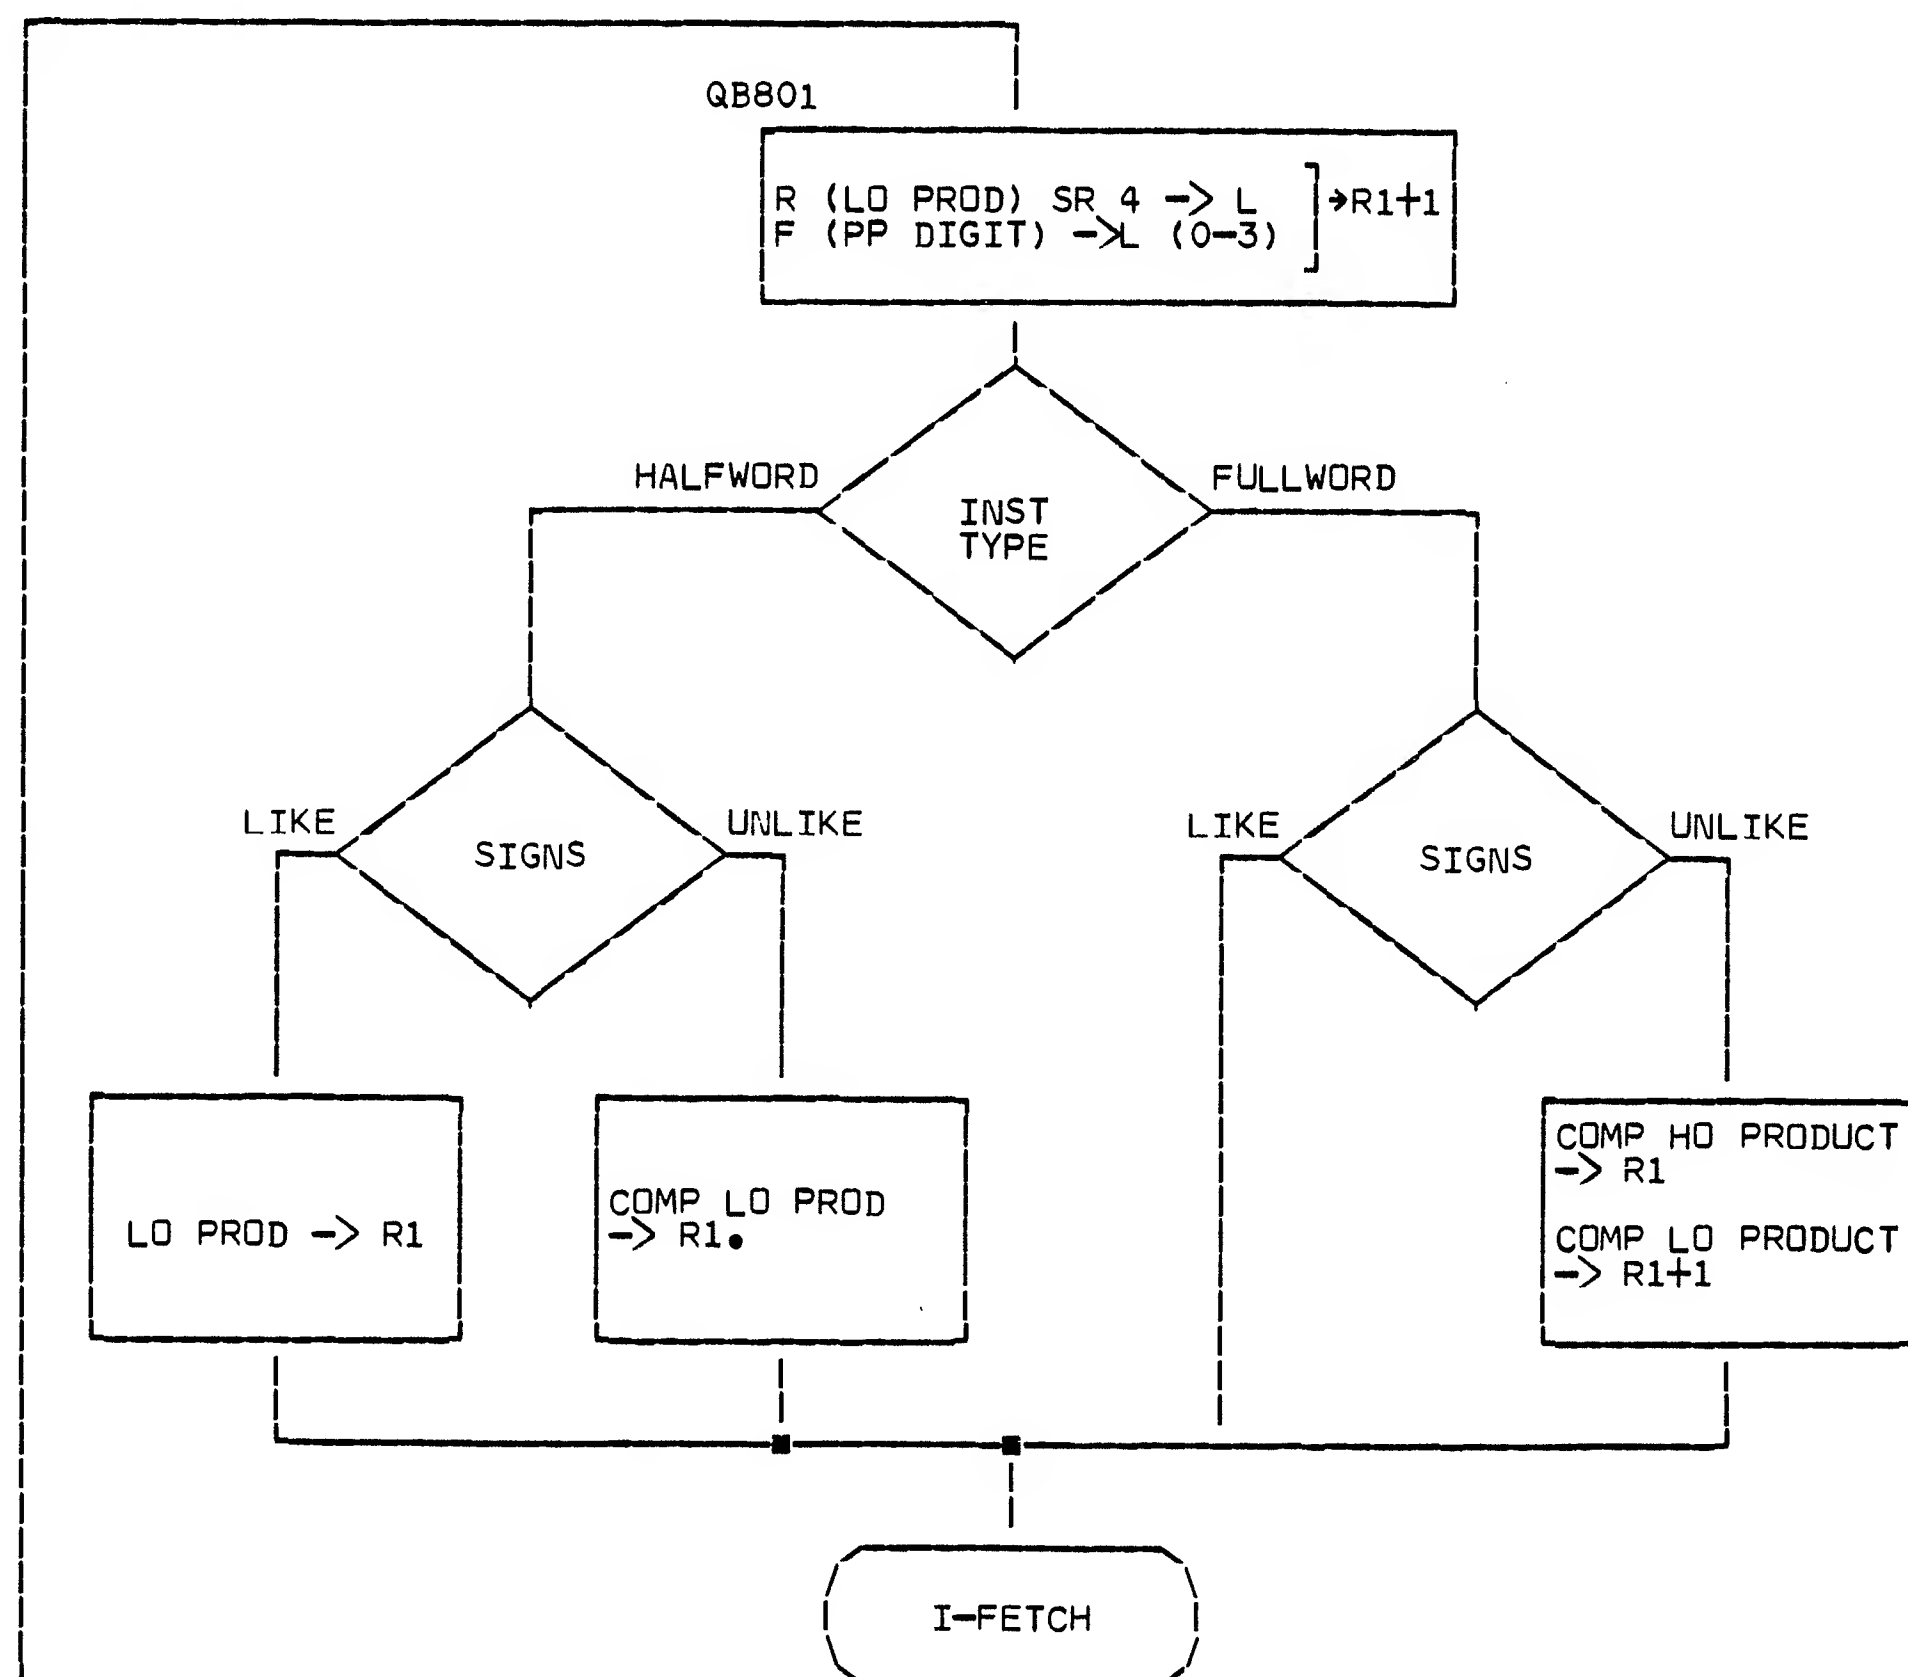 QB801
R (LO PROD) SR 4 -> L
F (PP DIGIT) ->L (0-3)
]→R1+1
HALFWORD
FULLWORD
INST
TYPE
LIKE
SIGNS
UNLIKE
LIKE
SIGNS
UNLIKE
LO PROD -> R1
COMP LO PROD
-> R1.
COMP HO PRODUCT
-> R1
COMP LO PRODUCT
-> R1+1
I-FETCH